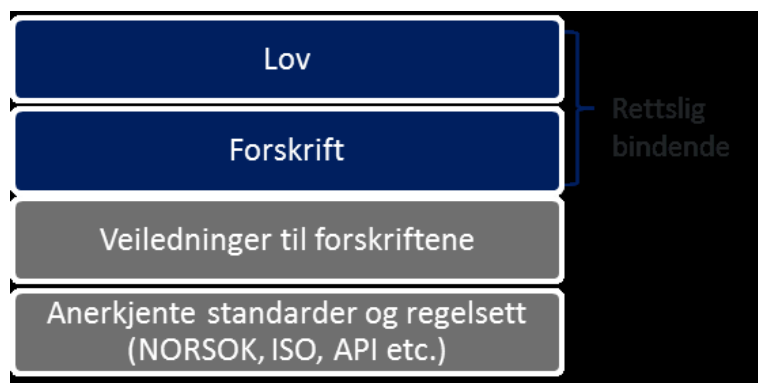 Lov
Forskrift
Rettslig
bindende
Veiledninger til forskriftene
Anerkjente standarder og regelsett
(NORSOK, ISO, API etc.)